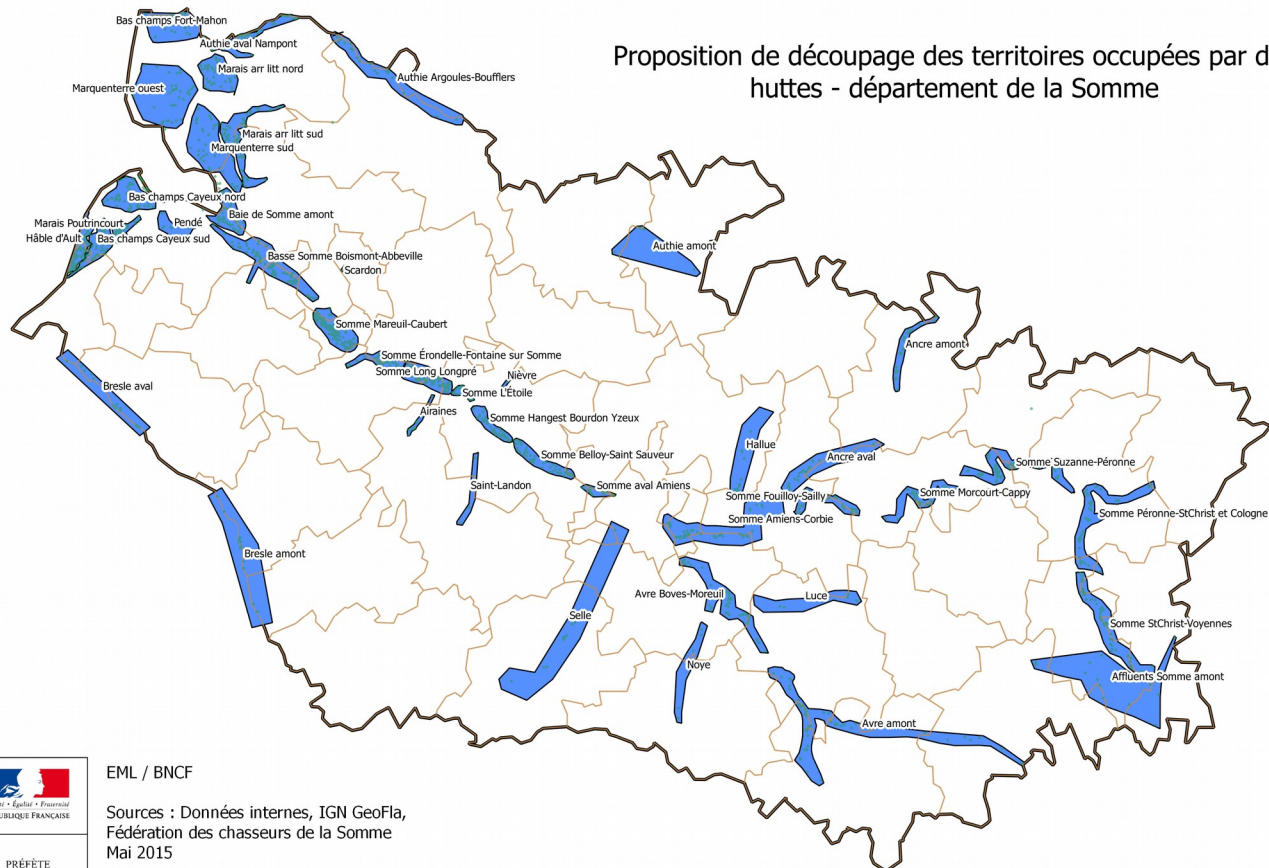 Proposition de découpage des territoires occupées par d
huttes - département de la Somme
Bas champs Fort-Mahon
Authie aval Nampont
Marais arr litt nord
Authie Argoules-Boufflers
Marquenterre ouest
Marais arr litt sud
Marquenterre sud
Bas champs Cayeux nord
Baie de Somme amont
Marais Poutrincourt
Pendé
Hâble d'Ault
Bas champs Cayeux sud
Authie amont
Basse Somme Boismont-Abbeville
Scardon
Somme Mareuil-Caubert
Ancre amont
Somme Érondelle-Fontaine sur Somme
Somme Long Longpré
Nièvre
Bresle aval
Somme L'Étoile
Airaines
Somme Hangest Bourdon Yzeux
Hallue
Somme Belloy-Saint Sauveur
Ancre aval
Somme Suzanne-Péronne
Saint-Landon
Somme aval Amiens
Somme Fouilloy-Sailly
Somme Morcourt-Cappy
Somme Amiens-Corbie
Somme Péronne-StChrist et Cologne
Bresle amont
Avre Boves-Moreuil
Luce
Selle
Somme StChrist-Voyennes
Noye
Affluents Somme amont
Avre amont
EML / BNCF
Sources : Données internes, IGN GeoFla,
Fédération des chasseurs de la Somme
Mai 2015
té • Égalité • Fraternité
PUBLIQUE FRANÇAISE
PRÉFÈTE